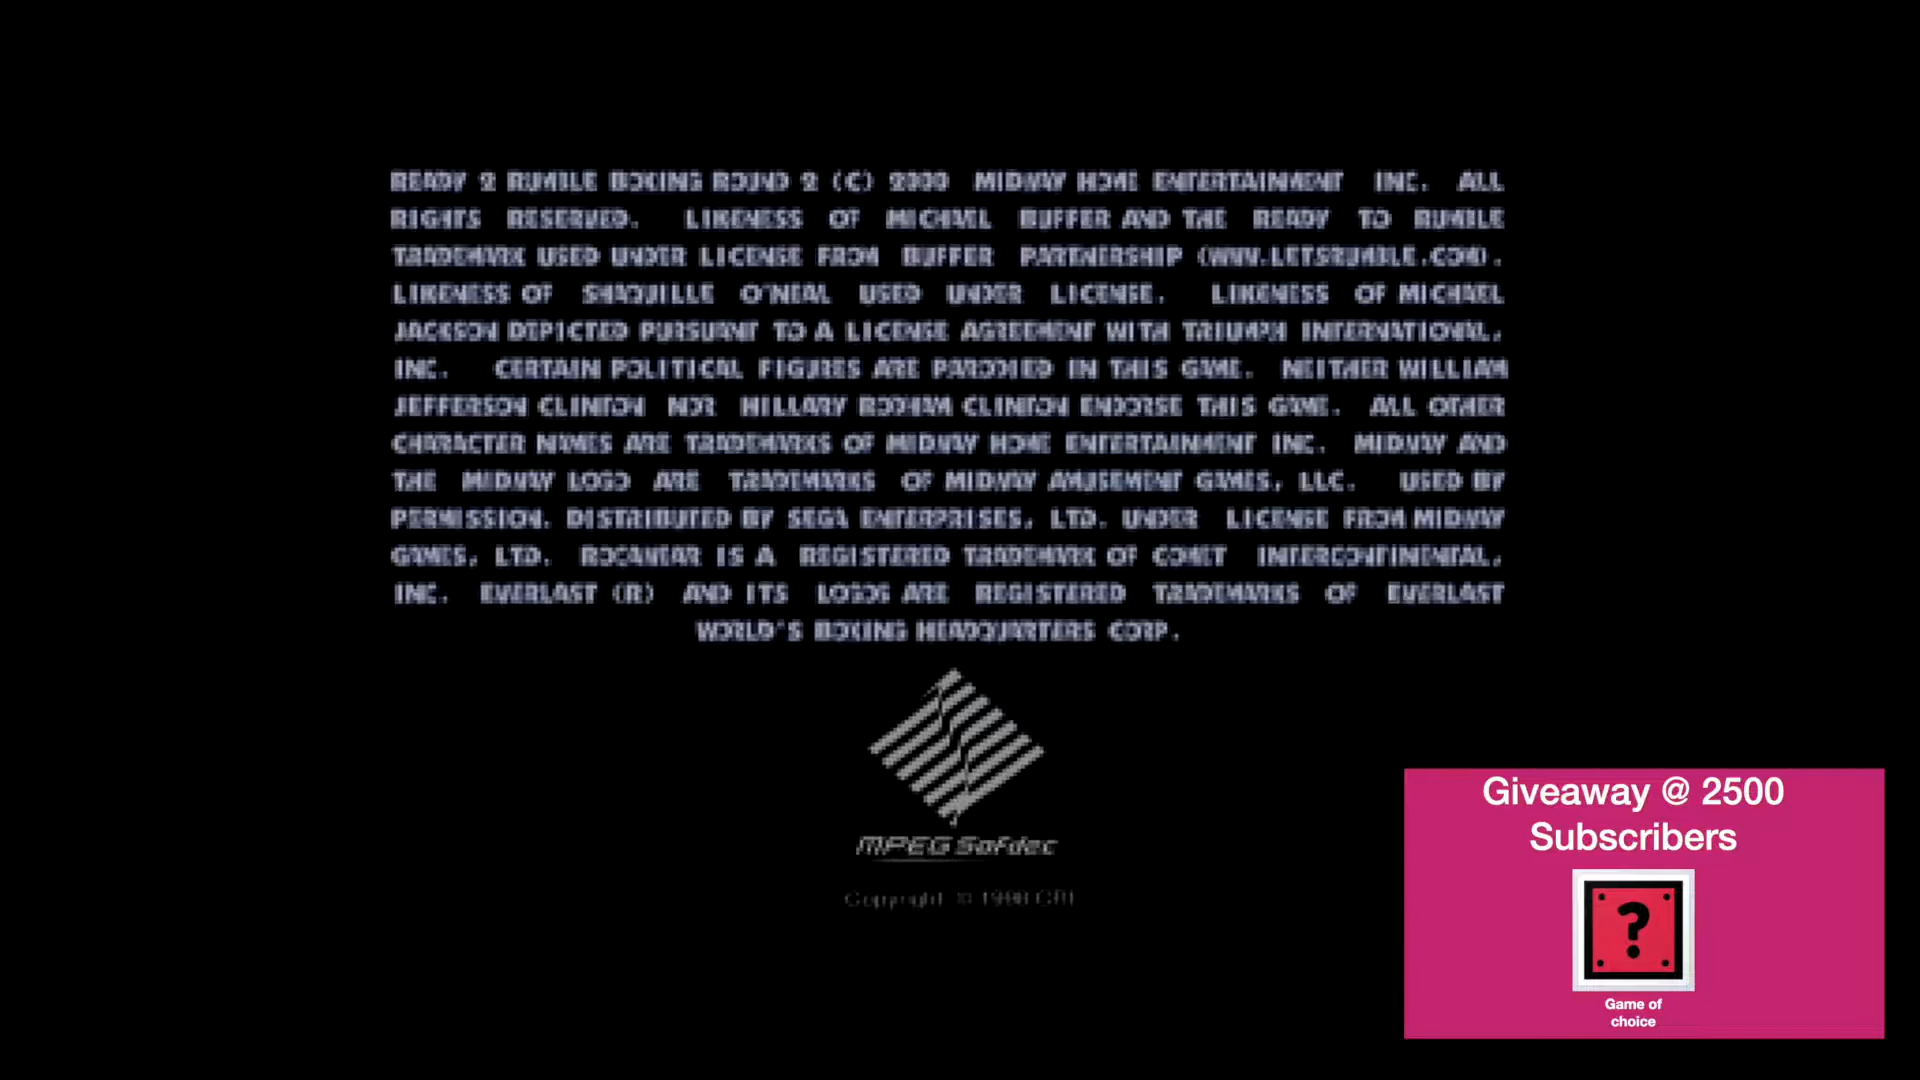 READY 2 RUMBLE BOXING ROUND 2 (C) 2000 MIDWAY HOME ENTERTAINMENT INC. ALL
RIGHTS RESERVED. LIKENESS OF MICHAEL BUFFER AND THE READY TO RUMBLE
TRADEMARK USED UNDER LICENSE FROM BUFFER PARTNERSHIP (WWW.LETSRUMBLE.COM).
LIKENESS OF SHAQUILLE O'NEAL USED UNDER LICENSE. LIKENESS OF MICHAEL
JACKSON DEPICTED PURSUANT TO A LICENSE AGREEMENT WITH TRIUMPH INTERNATIONAL,
INC. CERTAIN POLITICAL FIGURES ARE PARODIED IN THIS GAME. NEITHER WILLIAM
JEFFERSON CLINTON NOR HILLARY RODHAM CLINTON ENDORSE THIS GAME. ALL OTHER
CHARACTER NAMES ARE TRADEMARKS OF MIDWAY HOME ENTERTAINMENT INC. MIDWAY AND
THE MIDWAY LOGO ARE TRADEMARKS OF MIDWAY AMUSEMENT GAMES, LLC. USED BY
PERMISSION. DISTRIBUTED BY SEGA ENTERPRISES, LTD. UNDER LICENSE FROM MIDWAY
GAMES, LTD. ROCAWEAR IS A REGISTERED TRADEMARK OF COMET INTERCONTINENTAL,
INC. EVERLAST (R) AND ITS LOGOS ARE REGISTERED TRADEMARKS OF EVERLAST
WORLD'S BOXING HEADQUARTERS CORP.
MPEG Sofdec
Copyright © CRI
Giveaway @ 2500
Subscribers
?
Game of
choice